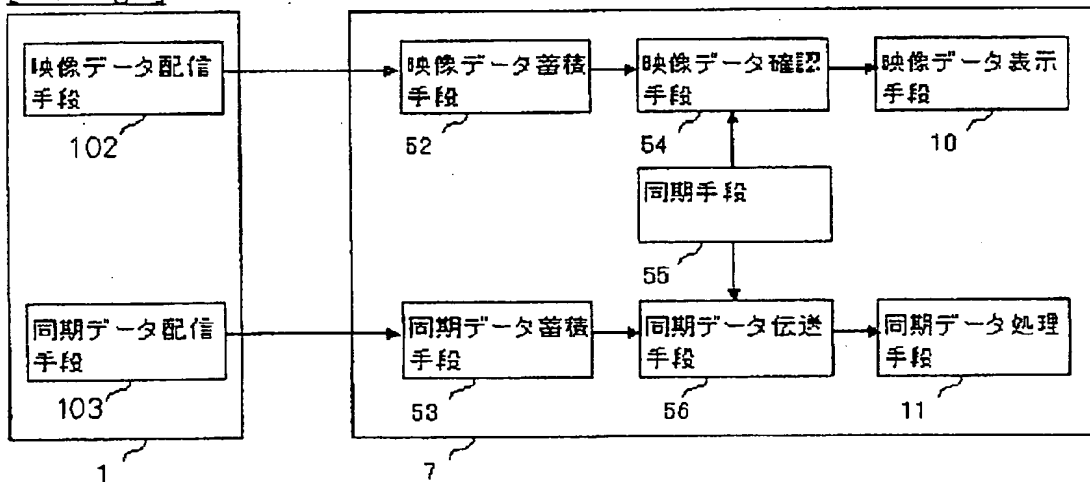 映像データ配信
手段
102
映像データ蓄積
手段
52
映像データ確認
手段
54
映像データ表示
手段
10
同期手段
55
同期データ配信
手段
103
同期データ蓄積
手段
53
同期データ伝送
手段
56
同期データ処理
手段
11
1
7